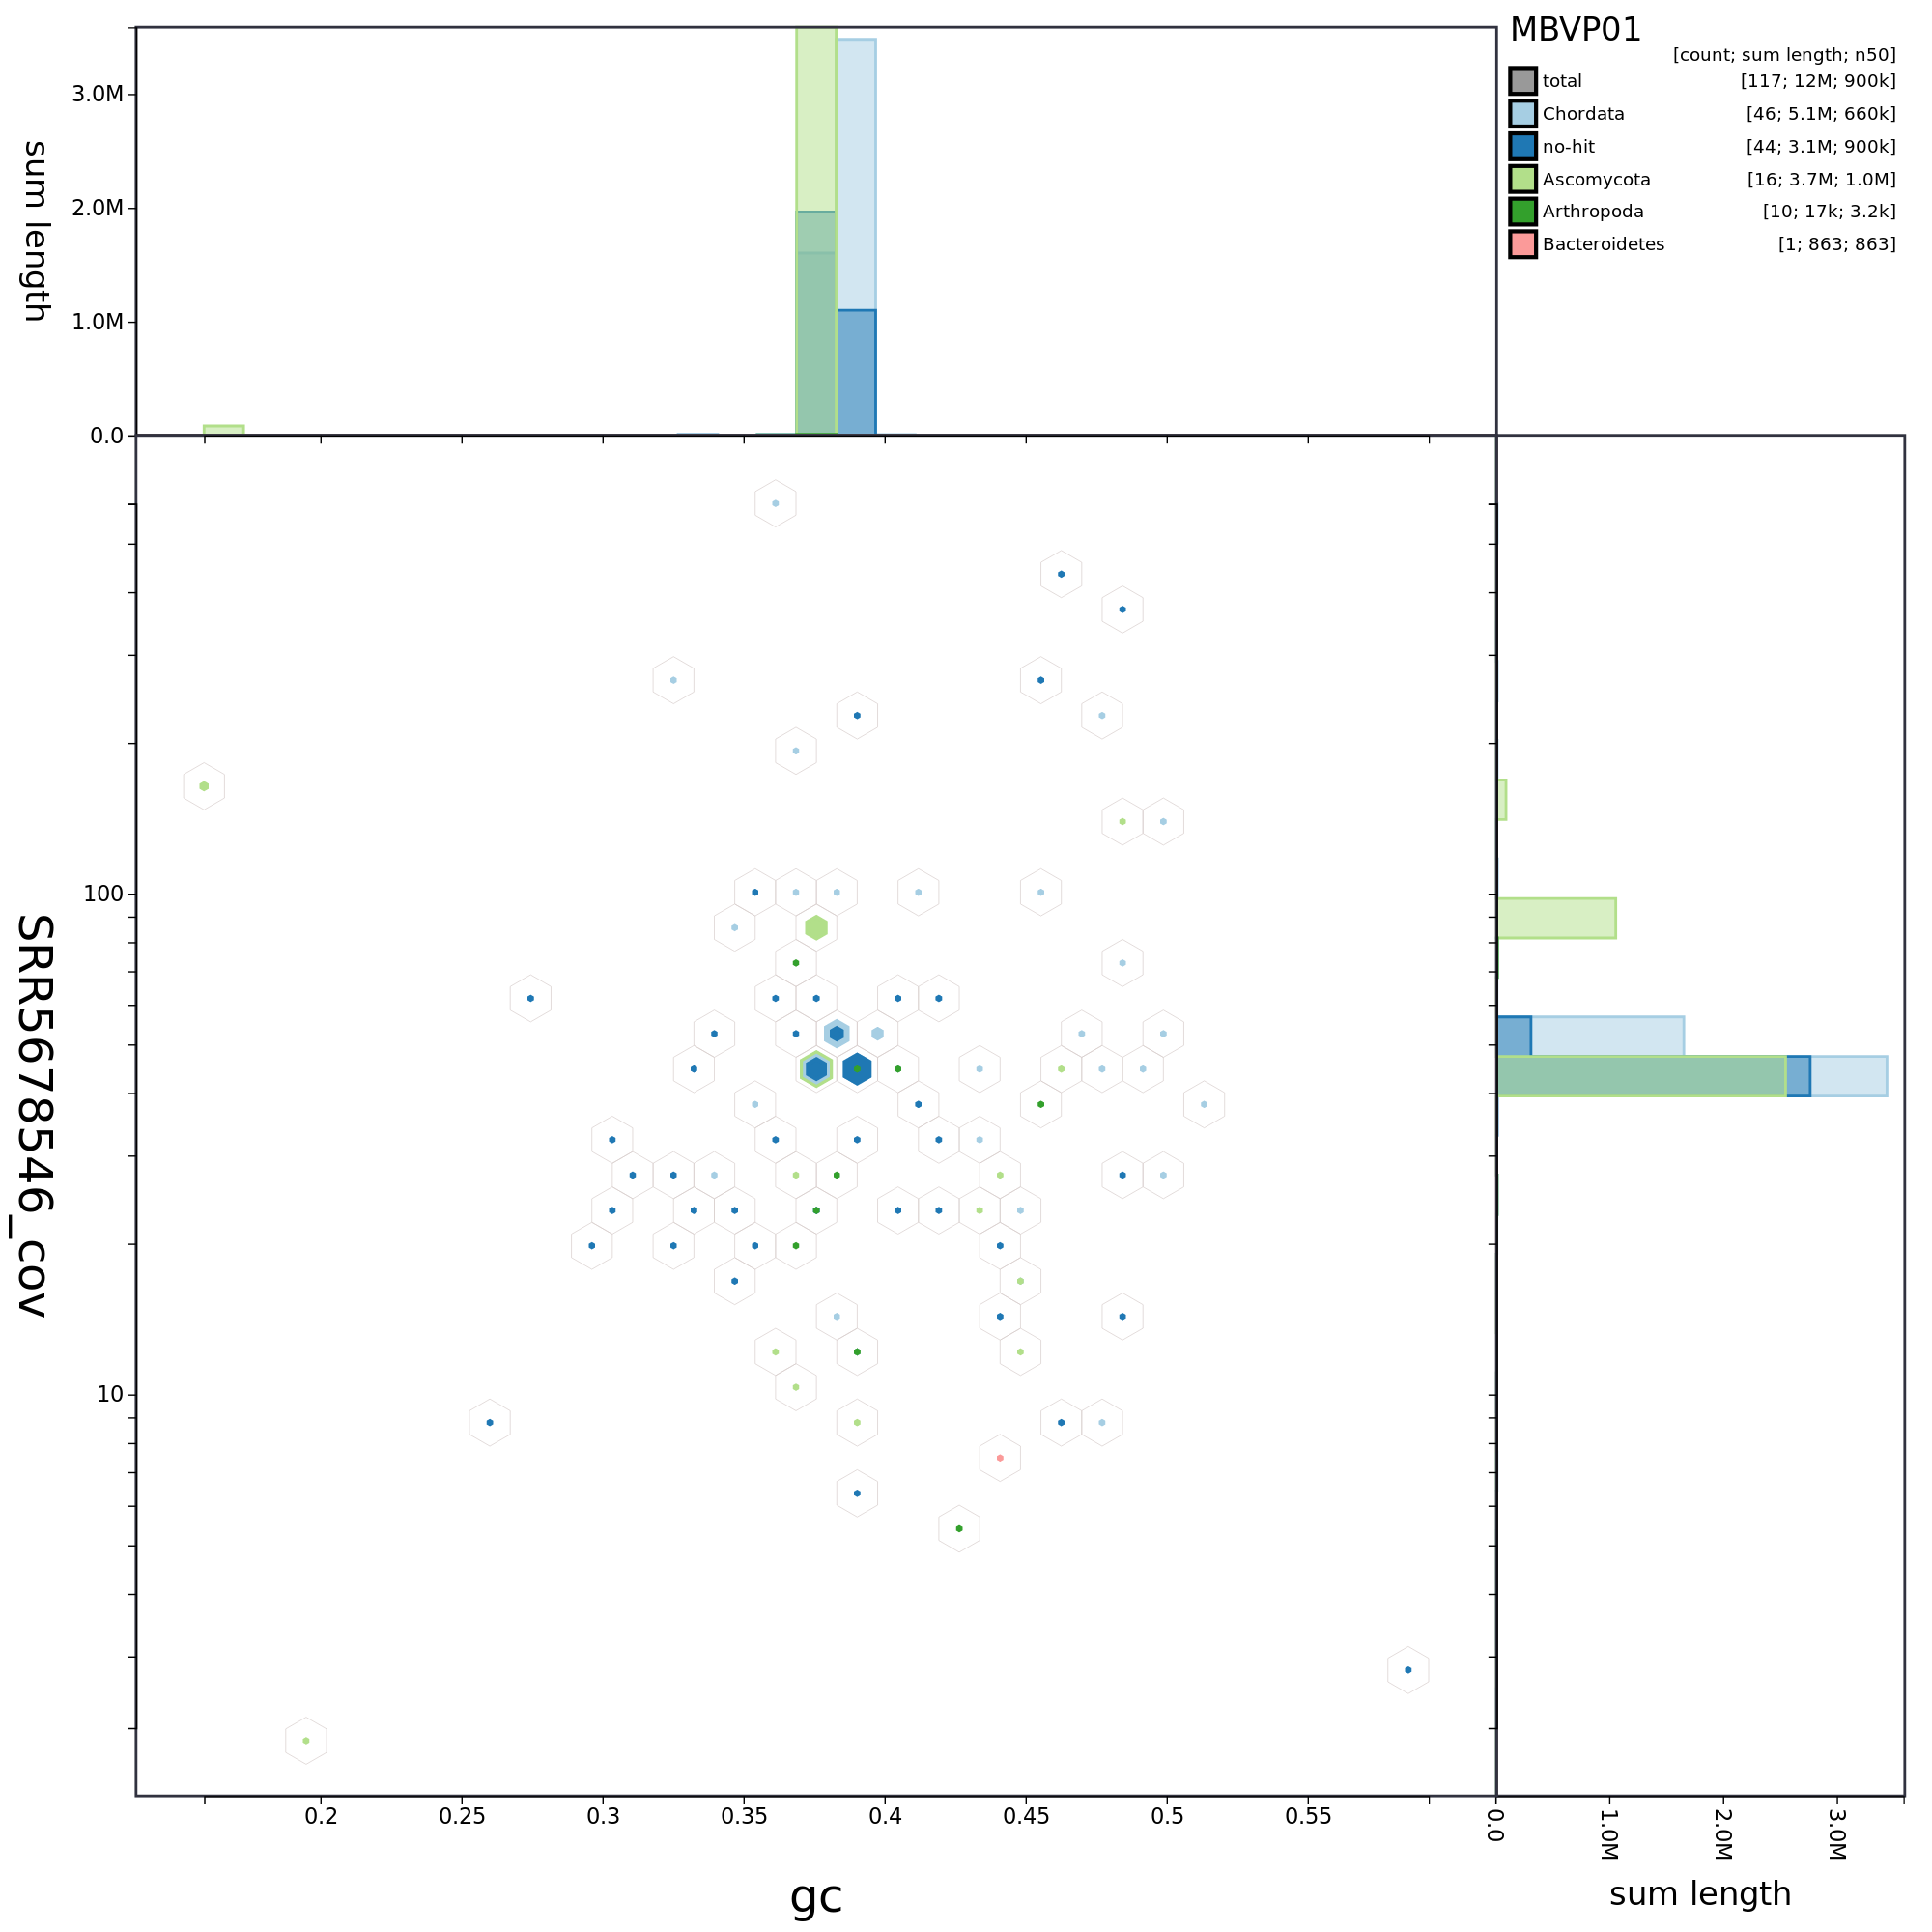 MBVP01
[count; sum length; n50]
total [117; 12M; 900k]
Chordata [46; 5.1M; 660k]
no-hit [44; 3.1M; 900k]
Ascomycota [16; 3.7M; 1.0M]
Arthropoda [10; 17k; 3.2k]
Bacteroidetes [1; 863; 863]
sum length
3.0M
2.0M
1.0M
0.0
SRR5678546_cov
100
10
0.2 0.25 0.3 0.35 0.4 0.45 0.5 0.55
gc
0.0 1.0M 2.0M 3.0M
sum length